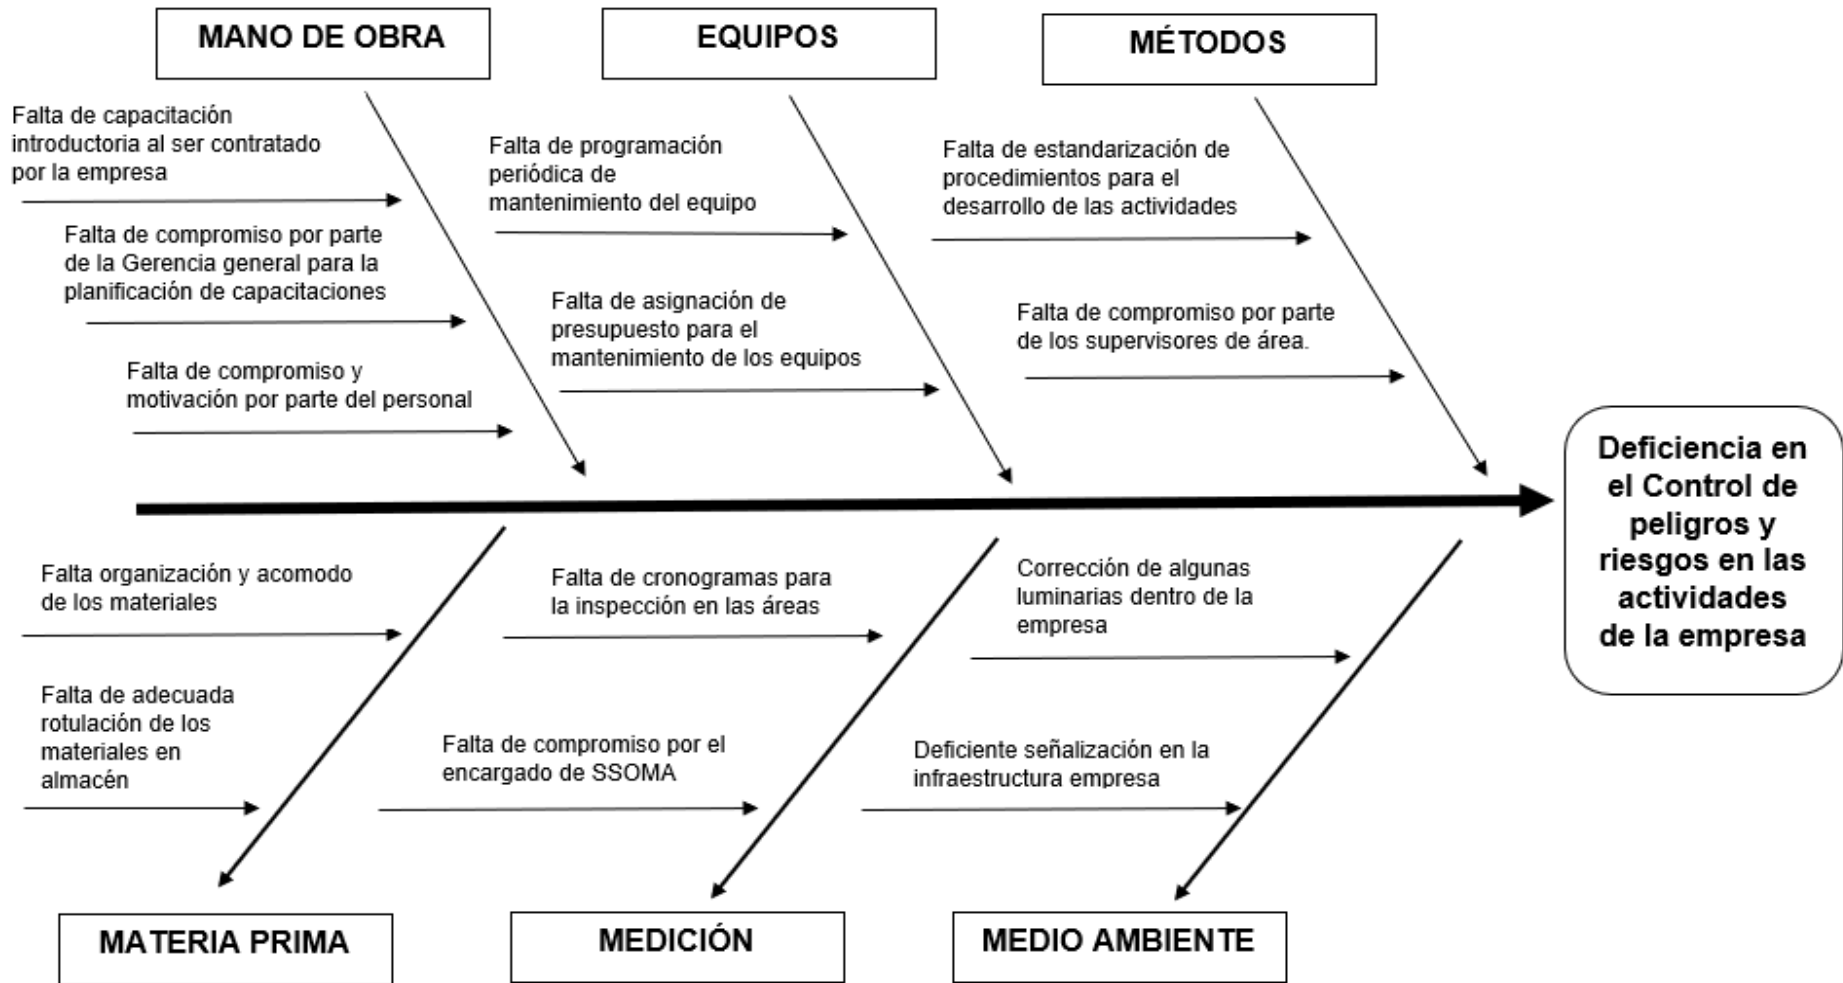 MANO DE OBRA
EQUIPOS
MÉTODOS
Falta de capacitación
introductoria al ser contratado
por la empresa
Falta de compromiso por parte
de la Gerencia general para la
planificación de capacitaciones
Falta de compromiso y
motivación por parte del personal
Falta de programación
periódica de
mantenimiento del equipo
Falta de asignación de
presupuesto para el
mantenimiento de los equipos
Falta de estandarización de
procedimientos para el
desarrollo de las actividades
Falta de compromiso por parte
de los supervisores de área.
Deficiencia en
el Control de
peligros y
riesgos en las
actividades
de la empresa
Falta organización y acomodo
de los materiales
Falta de adecuada
rotulación de los
materiales en
almacén
Falta de cronogramas para
la inspección en las áreas
Falta de compromiso por el
encargado de SSOMA
Corrección de algunas
luminarias dentro de la
empresa
Deficiente señalización en la
infraestructura empresa
MATERIA PRIMA
MEDICIÓN
MEDIO AMBIENTE